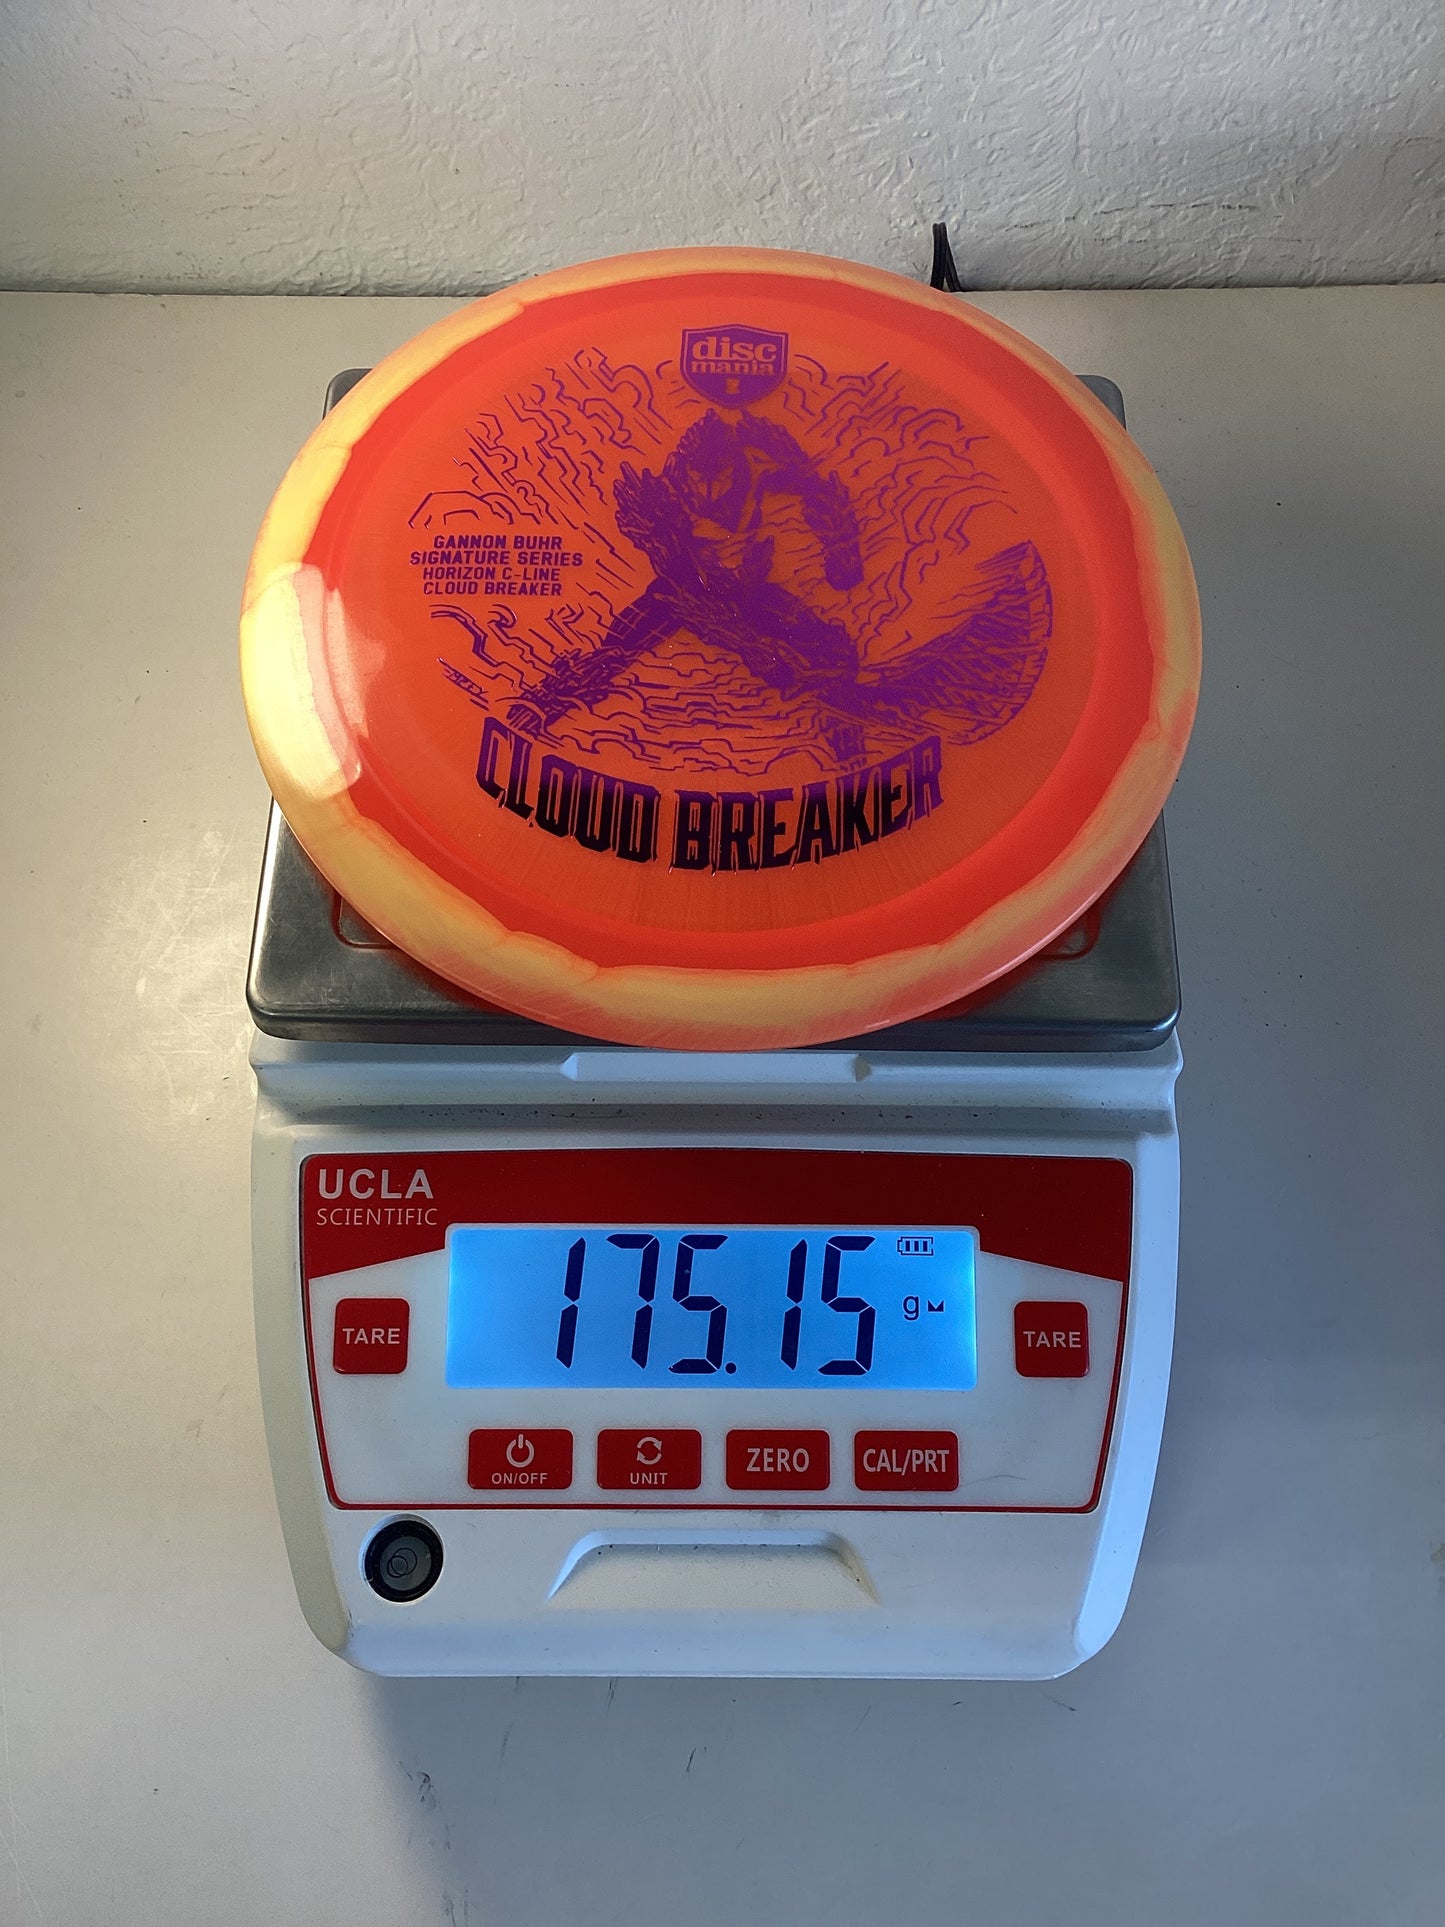 disc
mania
GANNON BUHR
SIGNATURE SERIES
HORIZON C-LINE
CLOUD BREAKER
CLOUD BREAKER
UCLA
SCIENTIFIC
175.15
g
TARE
TARE
ON/OFF
UNIT
ZERO
CAL/PRT